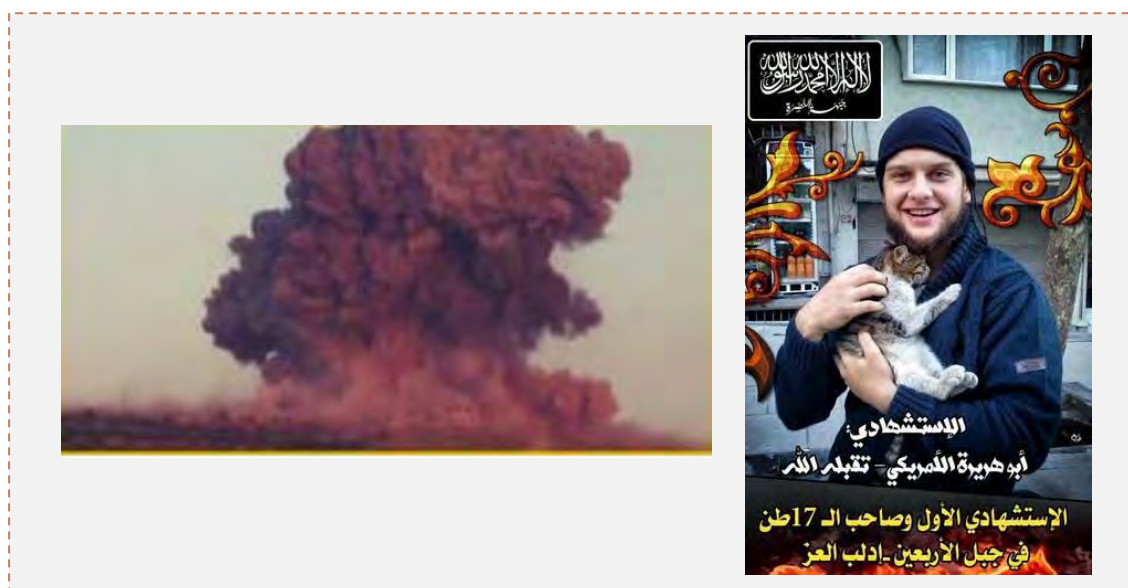 لا إله إلا الله محمد رسول الله
جبهة النصرة
الإستشهادي:
أبو هريرة الأمريكي - تقبله الله
الإستشهادي الأول وصاحب الـ 17طن
في جبل الأربعين -إدلب العز